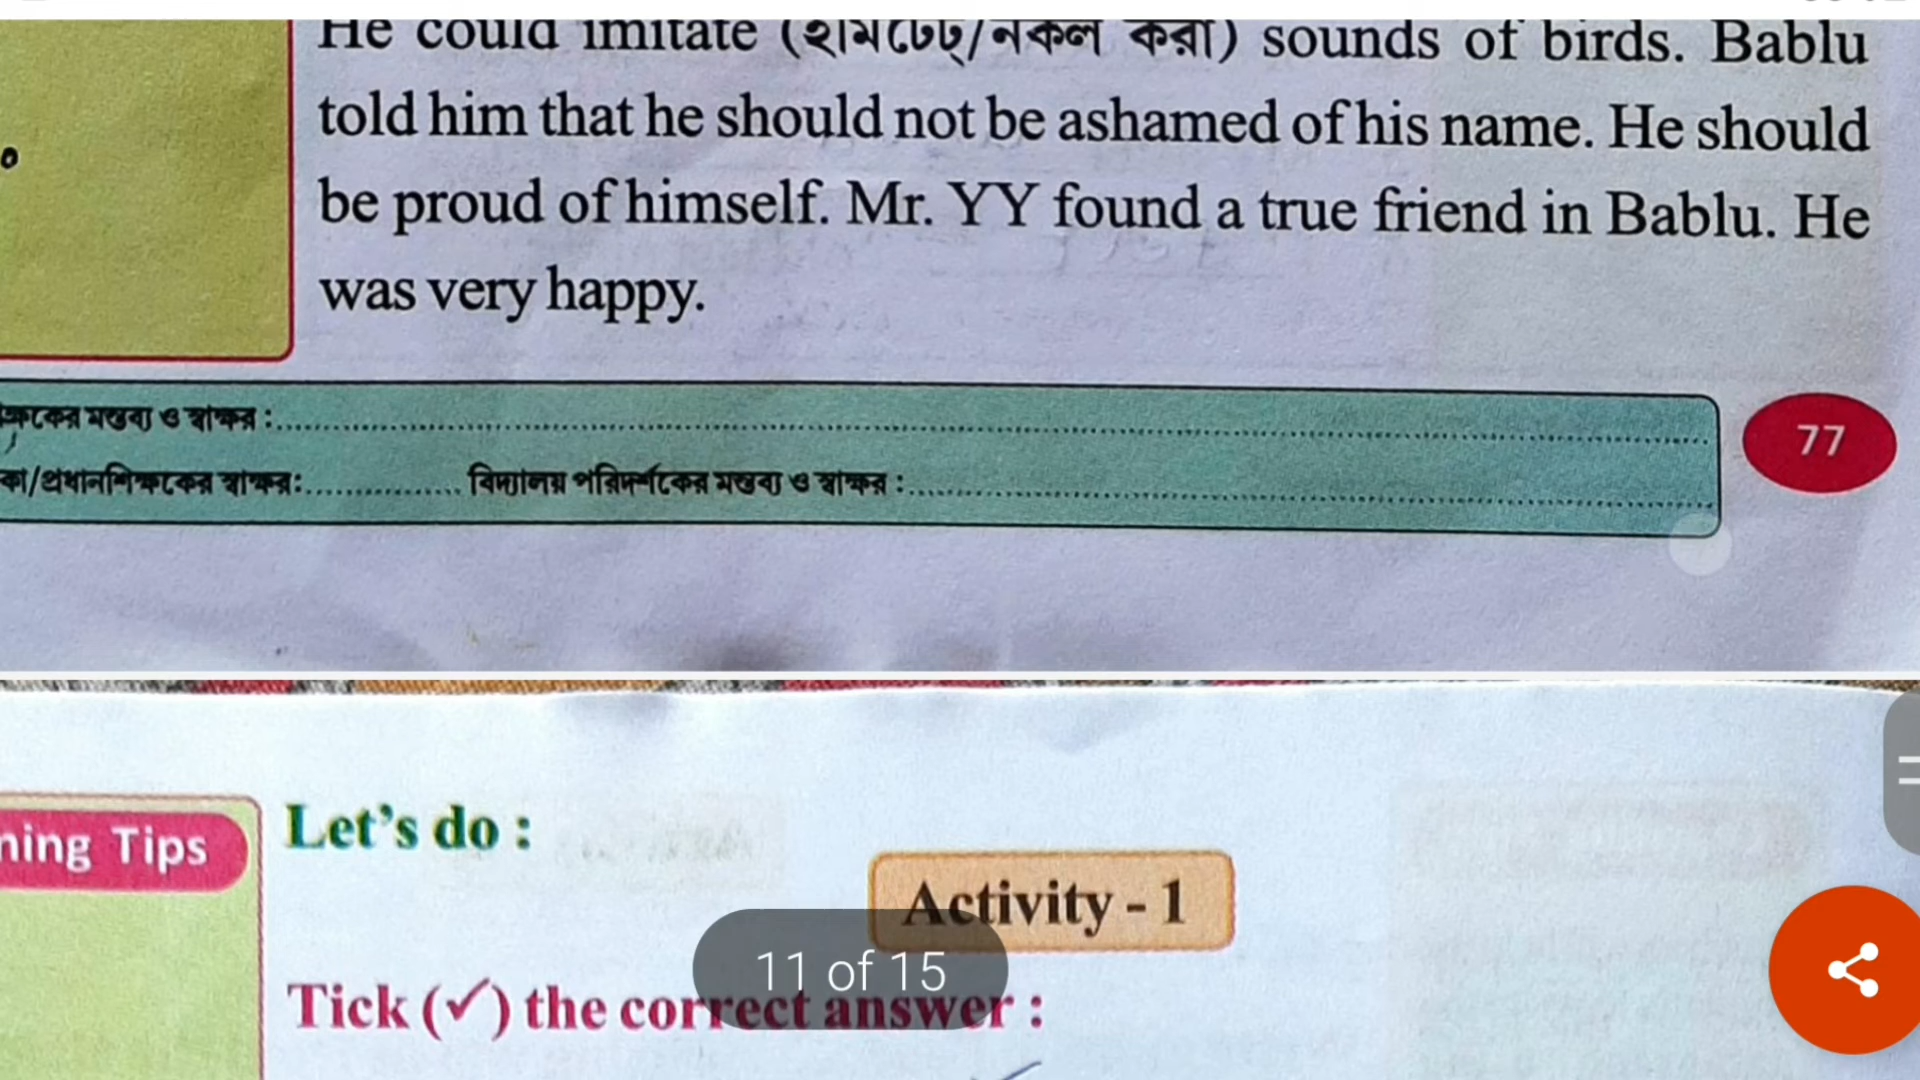 He could imitate (হামিটেট্/নকল করা) sounds of birds. Bablu
told him that he should not be ashamed of his name. He should
be proud of himself. Mr. YY found a true friend in Bablu. He
was very happy.
মন্তব্য ও স্বাক্ষর :
কা/প্রধানশিক্ষকের স্বাক্ষর: বিদ্যালয় পরিদর্শকের মন্তব্য ও স্বাক্ষর :
77
Tips
Let's do :
Activity - 1
11 of 15
Tick (✓) the correct answer :